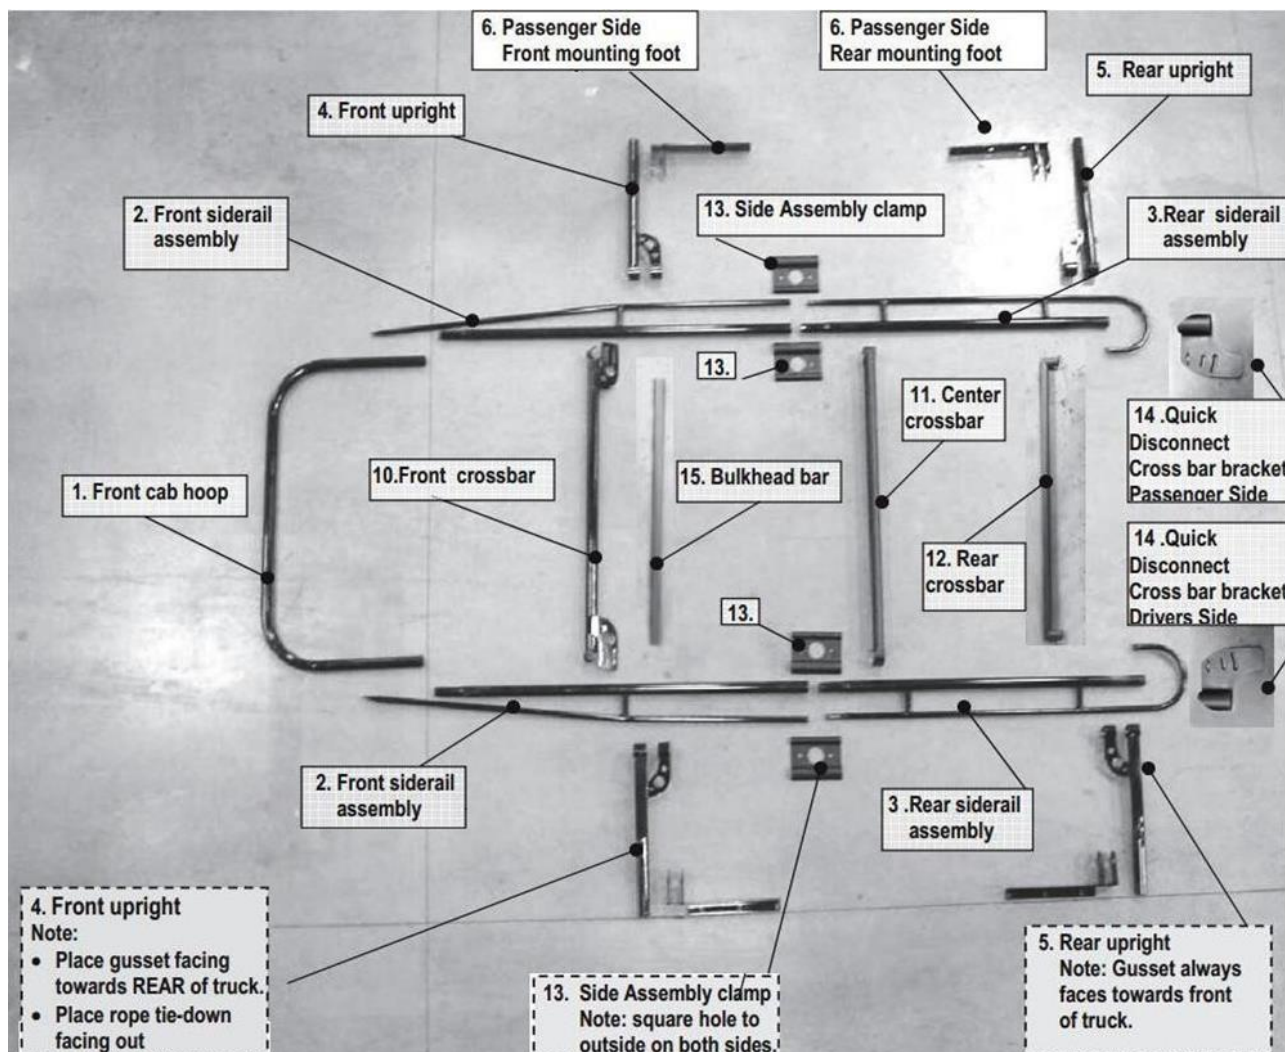 6. Passenger Side
Front mounting foot
6. Passenger Side
Rear mounting foot
5. Rear upright
4. Front upright
2. Front siderail
assembly
13. Side Assembly clamp
3.Rear siderail
assembly
13.
11. Center
crossbar
14 .Quick
Disconnect
Cross bar bracket
Passenger Side
10.Front crossbar
15. Bulkhead bar
1. Front cab hoop
12. Rear
crossbar
14 .Quick
Disconnect
Cross bar bracket
Drivers Side
13.
2. Front siderail
assembly
3 .Rear siderail
assembly
4. Front upright
Note:
• Place gusset facing
towards REAR of truck.
• Place rope tie-down
facing out
13. Side Assembly clamp
Note: square hole to
outside on both sides.
5. Rear upright
Note: Gusset always
faces towards front
of truck.